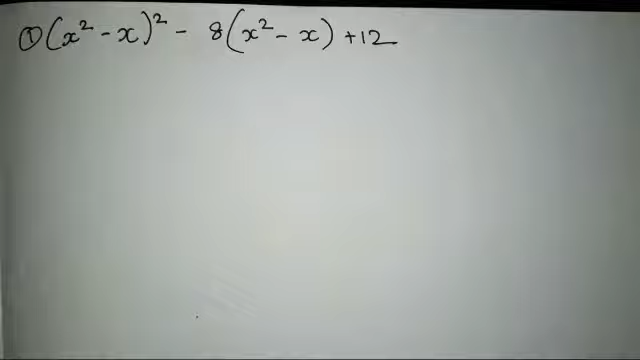 ① (x² - x)² - 8(x² - x) + 12